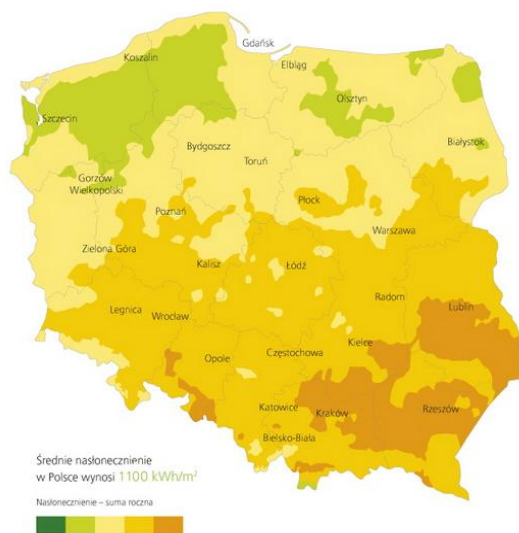 Gdańsk
Koszalin
Elbląg
Olsztyn
Szczecin
Białystok
Bydgoszcz
Toruń
Gorzów
Wielkopolski
Płock
Poznań
Warszawa
Zielona Góra
Kalisz
Łódź
Radom
Lublin
Legnica
Wrocław
Kielce
Opole
Częstochowa
Katowice
Kraków
Rzeszów
Bielsko-Biała
Średnie nasłonecznienie
w Polsce wynosi 1100 kWh/m²
Nasłonecznienie – suma roczna